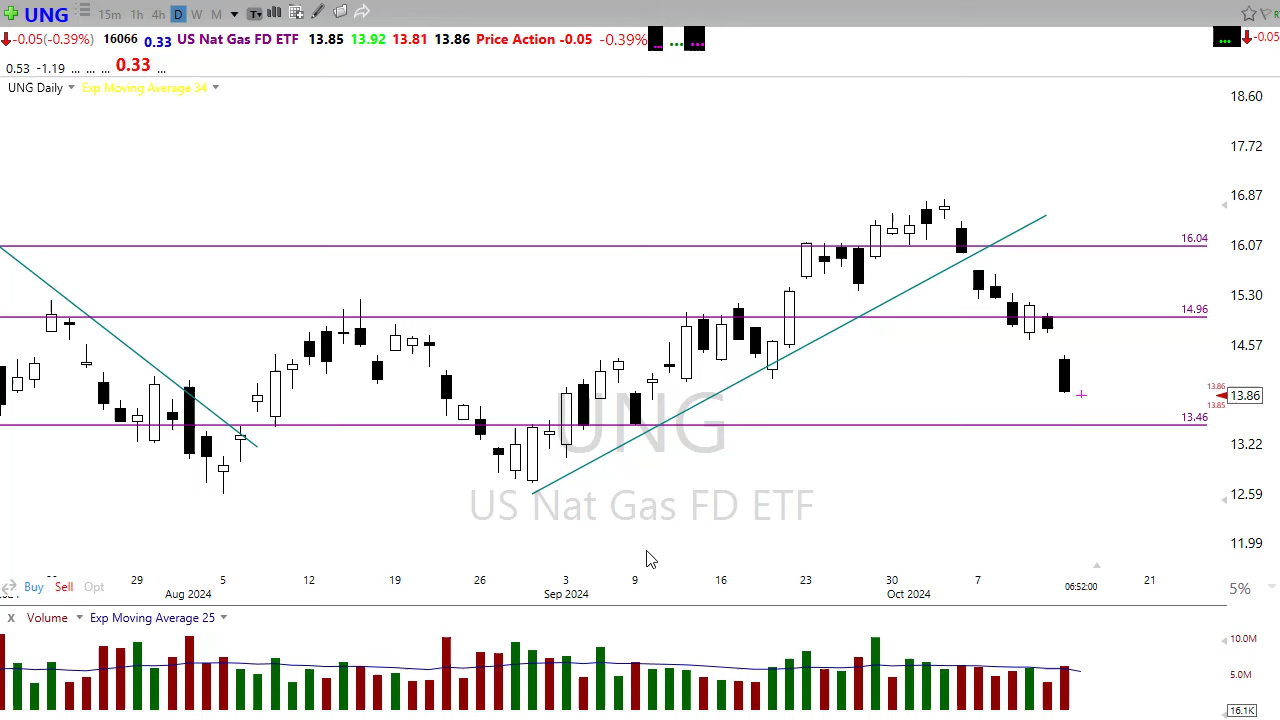 UNG 15m 1h 4h D W M T
-0.05(-0.39%) 16066 0.33 US Nat Gas FD ETF 13.85 13.92 13.81 13.86 Price Action -0.05 -0.39% ... ... ... ... -0.05
0.53 -1.19 ... ... ... 0.33 ...
UNG Daily Exp Moving Average 34
18.60
17.72
16.87
16.04
16.07
15.30
14.96
14.57
13.86
13.86
13.85
13.46
13.22
UNG
US Nat Gas FD ETF
12.59
11.99
29 5 12 19 26 3 9 16 23 30 7 21
Buy Sell Opt 06:52:00 5%
Aug 2024 Sep 2024 Oct 2024
X Volume Exp Moving Average 25
10.0M
5.0M
16.1K